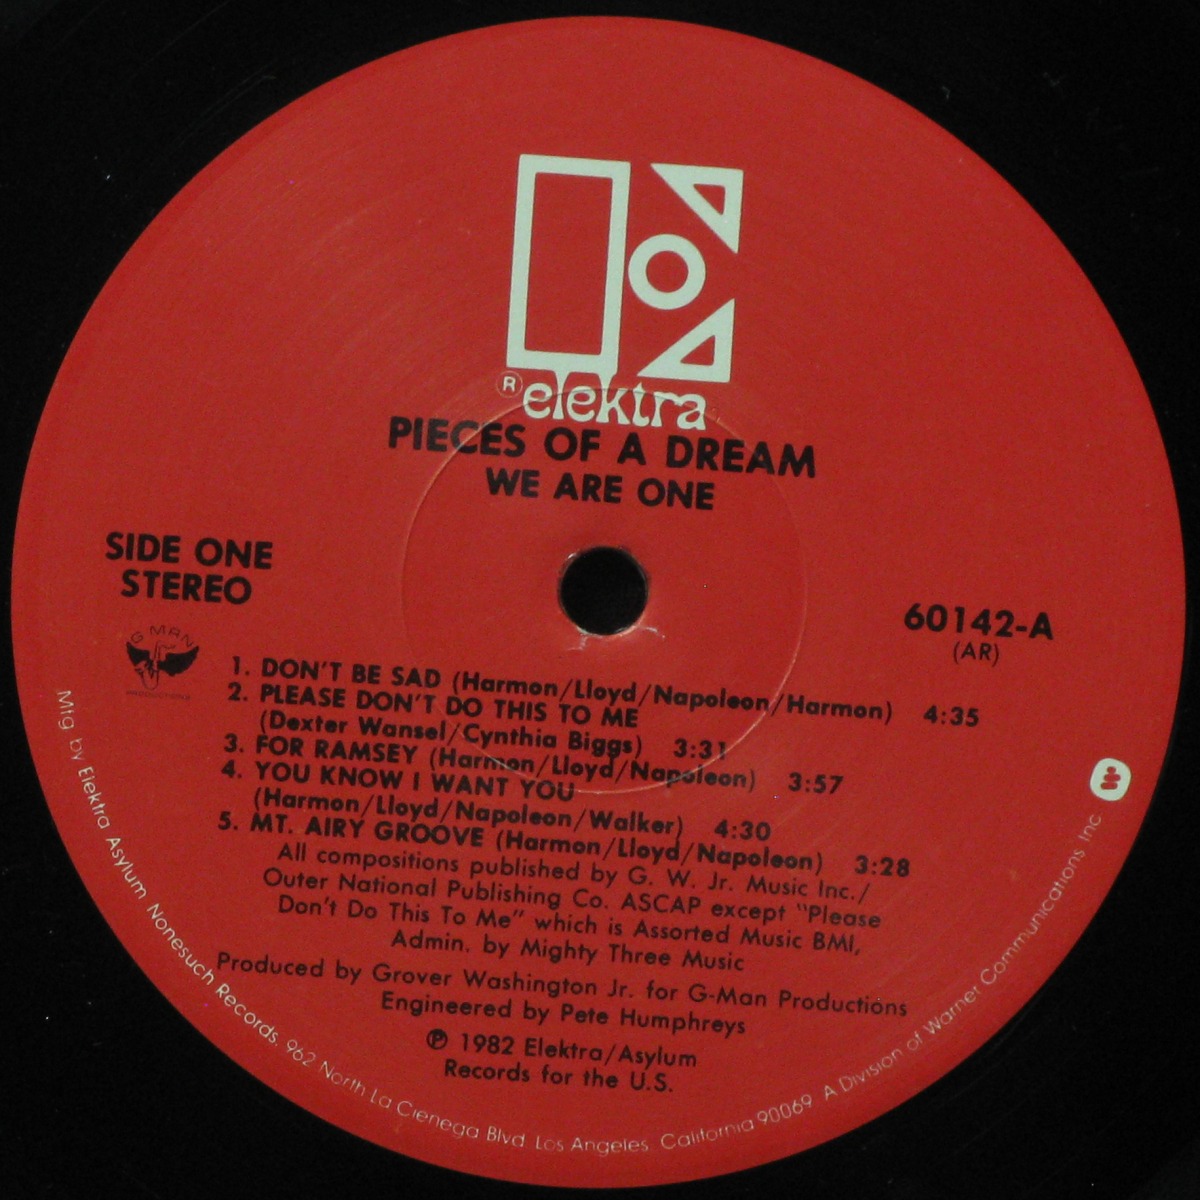 ® elektra
PIECES OF A DREAM
WE ARE ONE
SIDE ONE
STEREO
G MAN
PRODUCTIONS
60142-A
(AR)
1. DON'T BE SAD (Harmon/Lloyd/Napoleon/Harmon) 4:35
2. PLEASE DON'T DO THIS TO ME
(Dexter Wansel/Cynthia Biggs) 3:31
3. FOR RAMSEY (Harmon/Lloyd/Napoleon) 3:57
4. YOU KNOW I WANT YOU
(Harmon/Lloyd/Napoleon/Walker) 4:30
5. MT. AIRY GROOVE (Harmon/Lloyd/Napoleon) 3:28
All compositions published by G. W. Jr. Music Inc./
Outer National Publishing Co. ASCAP except "Please
Don't Do This To Me" which is Assorted Music BMI,
Admin. by Mighty Three Music
Produced by Grover Washington Jr. for G-Man Productions
Engineered by Pete Humphreys
℗ 1982 Elektra/Asylum
Records for the U.S.
Mfg by Elektra Asylum Nonesuch Records, 962 North La Cienega Blvd Los Angeles, California 90069 A Division of Warner Communications Inc